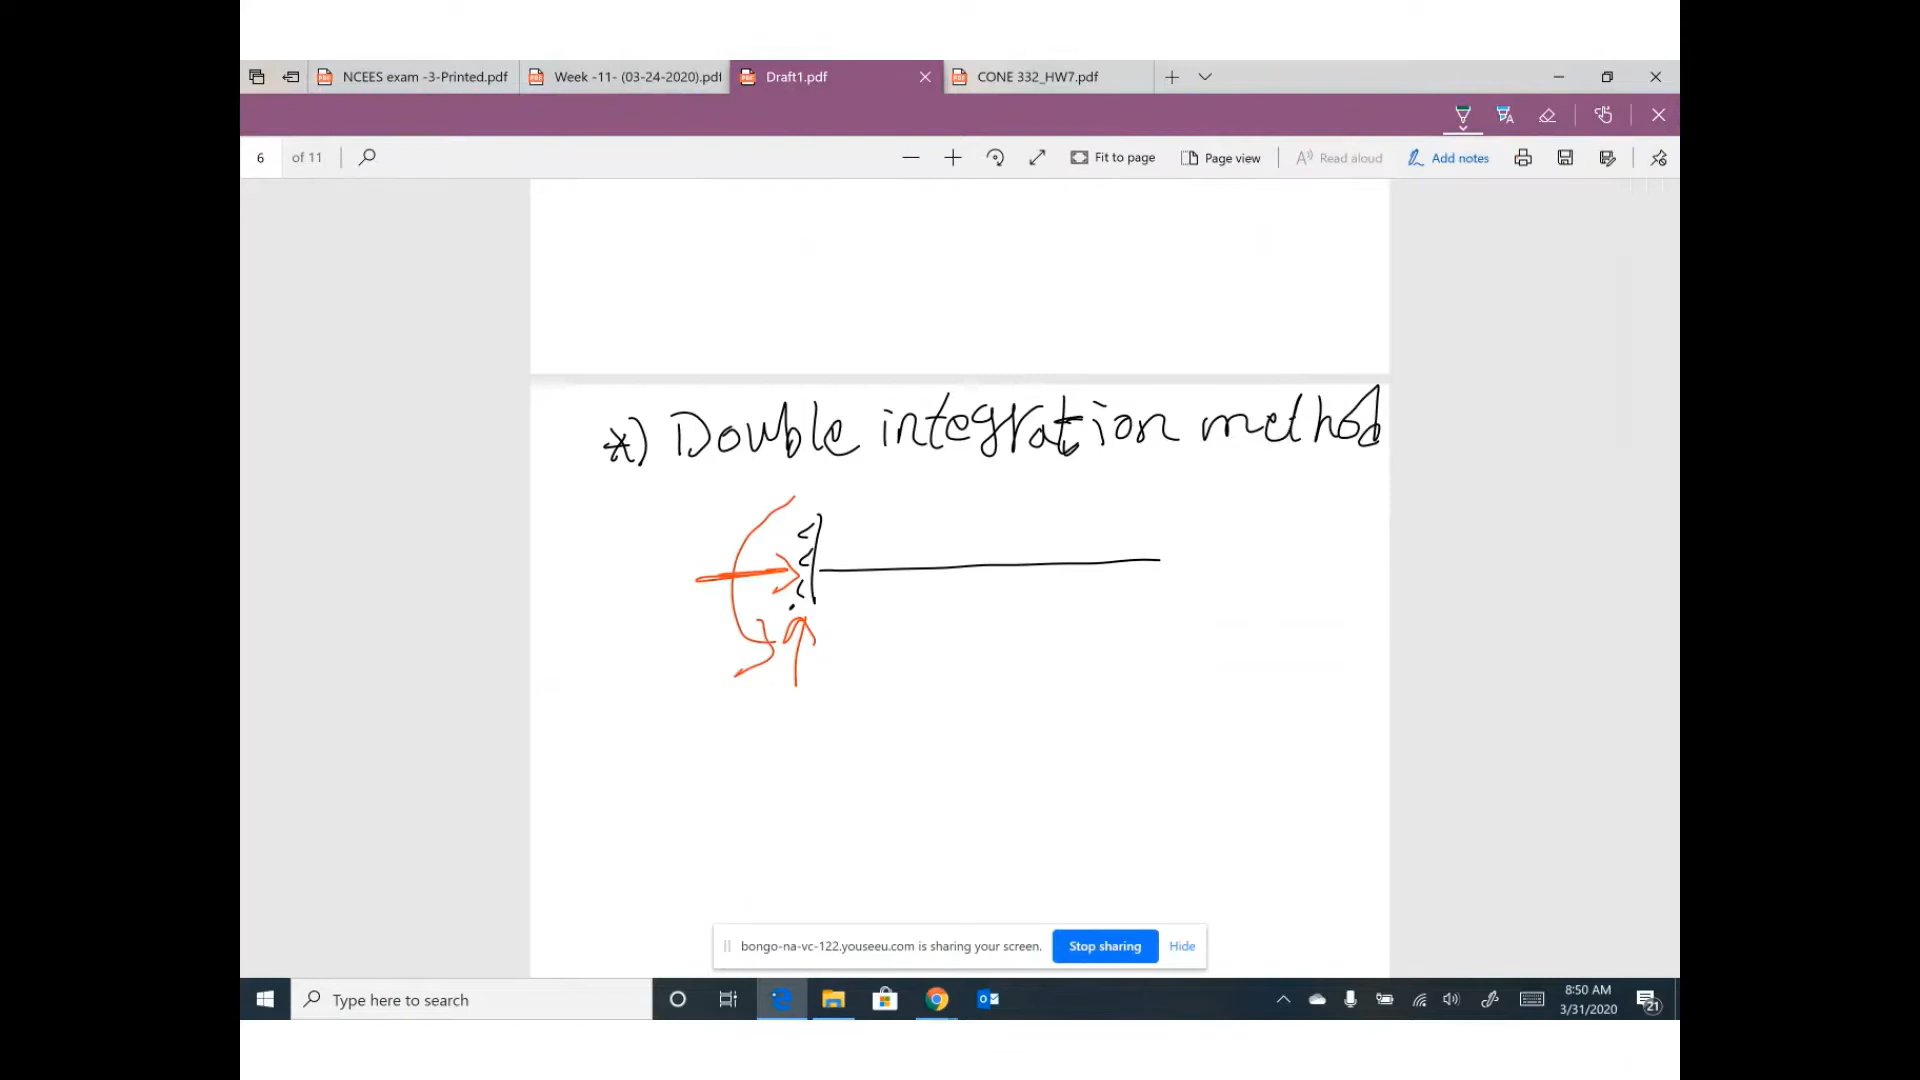 NCEES exam -3-Printed.pdf Week -11- (03-24-2020).pdf Draft1.pdf CONE 332_HW7.pdf
6 of 11 Fit to page Page view Read aloud Add notes
*) Double integration method
bongo-na-vc-122.youseeu.com is sharing your screen. Stop sharing Hide
Type here to search
8:50 AM
3/31/2020
21